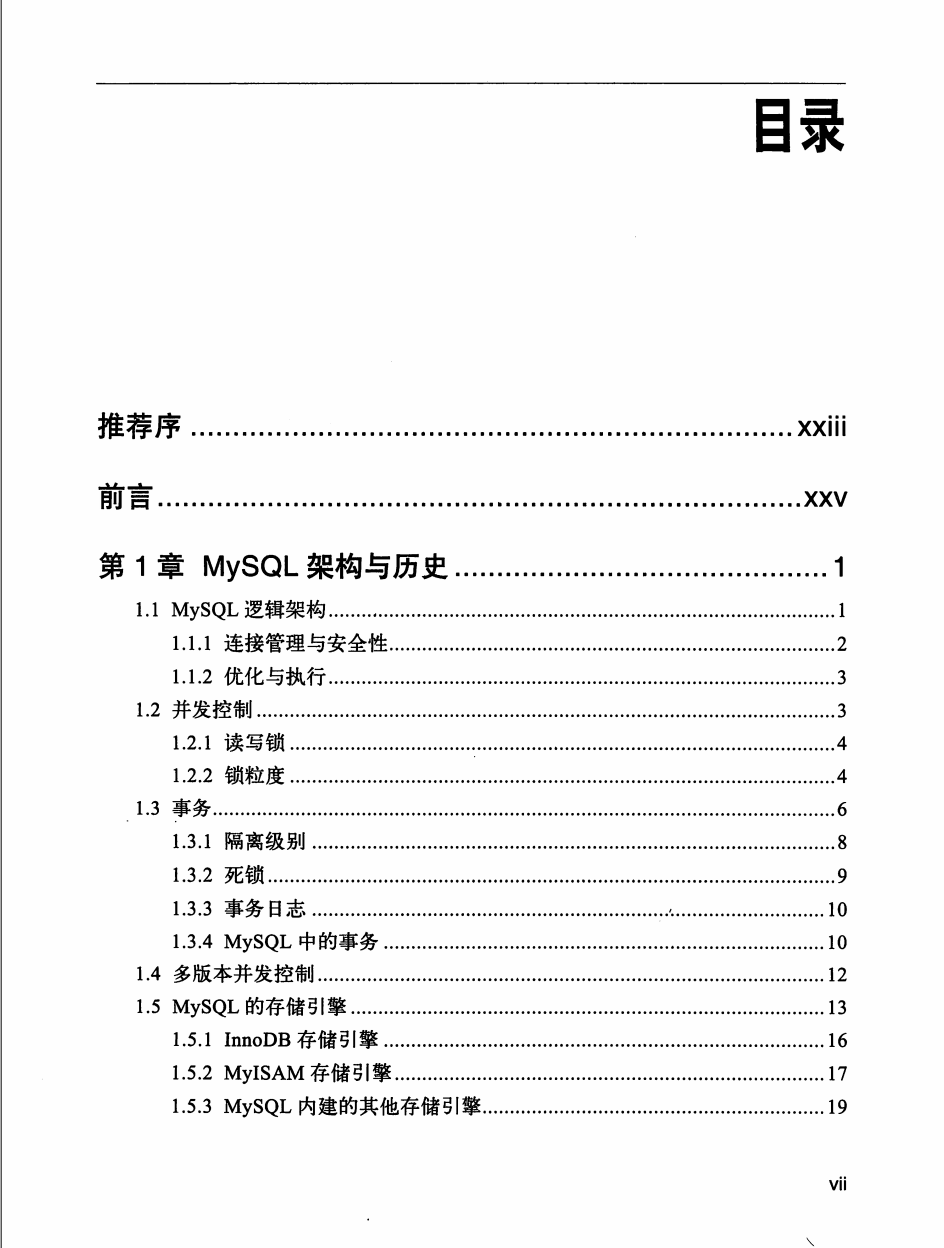 目录
推荐序 ........................................................................ xxiii
前言 ........................................................................ xxv
第 1 章 MySQL 架构与历史 ........................................ 1
1.1 MySQL 逻辑架构 ........................................ 1
1.1.1 连接管理与安全性 ........................................ 2
1.1.2 优化与执行 ........................................ 3
1.2 并发控制 ........................................ 3
1.2.1 读写锁 ........................................ 4
1.2.2 锁粒度 ........................................ 4
1.3 事务 ........................................ 6
1.3.1 隔离级别 ........................................ 8
1.3.2 死锁 ........................................ 9
1.3.3 事务日志 ........................................ 10
1.3.4 MySQL 中的事务 ........................................ 10
1.4 多版本并发控制 ........................................ 12
1.5 MySQL 的存储引擎 ........................................ 13
1.5.1 InnoDB 存储引擎 ........................................ 16
1.5.2 MyISAM 存储引擎 ........................................ 17
1.5.3 MySQL 内建的其他存储引擎 ........................................ 19
vii